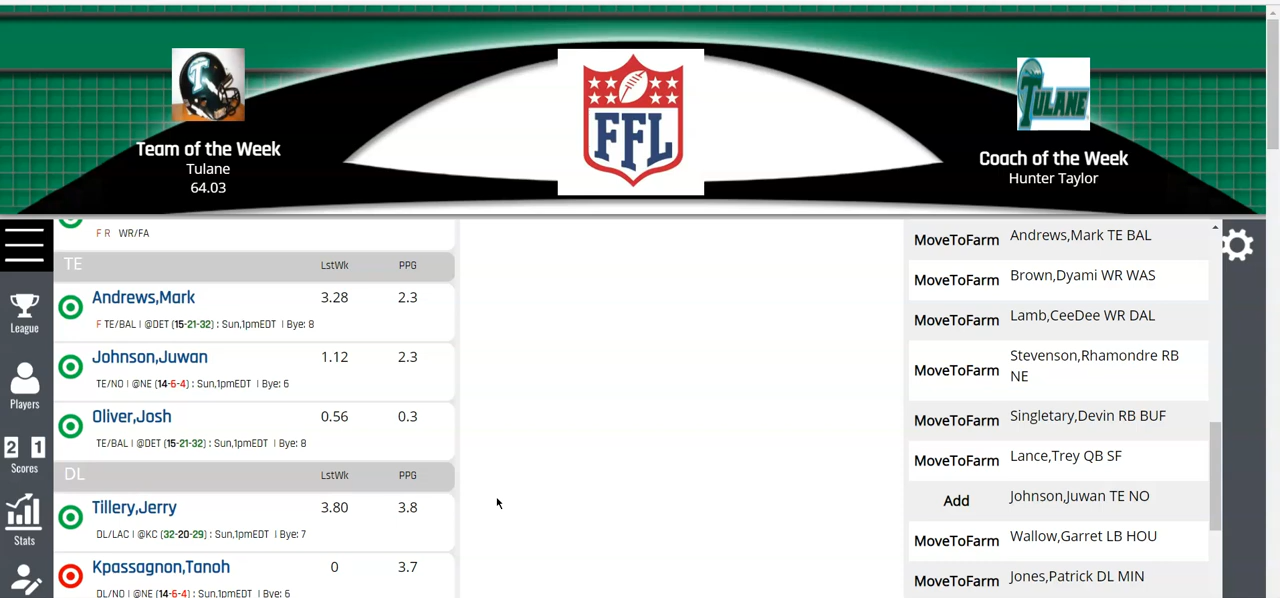 Team of the Week
Tulane
64.03
FFL
TULANE
Coach of the Week
Hunter Taylor
F R WR/FA
TE LstWk PPG
Andrews,Mark 3.28 2.3
F TE/BAL | @DET (15-21-32) : Sun,1pmEDT | Bye: 8
Johnson,Juwan 1.12 2.3
TE/NO | @NE (14-6-4) : Sun,1pmEDT | Bye: 6
Oliver,Josh 0.56 0.3
TE/BAL | @DET (15-21-32) : Sun,1pmEDT | Bye: 8
DL LstWk PPG
Tillery,Jerry 3.80 3.8
DL/LAC | @KC (32-20-29) : Sun,1pmEDT | Bye: 7
Kpassagnon,Tanoh 0 3.7
DL/NO | @NE (14-6-4) : Sun,1pmEDT | Bye: 6
League
Players
2 1
Scores
Stats
MoveToFarm Andrews,Mark TE BAL
MoveToFarm Brown,Dyami WR WAS
MoveToFarm Lamb,CeeDee WR DAL
MoveToFarm Stevenson,Rhamondre RB
NE
MoveToFarm Singletary,Devin RB BUF
MoveToFarm Lance,Trey QB SF
Add Johnson,Juwan TE NO
MoveToFarm Wallow,Garret LB HOU
MoveToFarm Jones,Patrick DL MIN